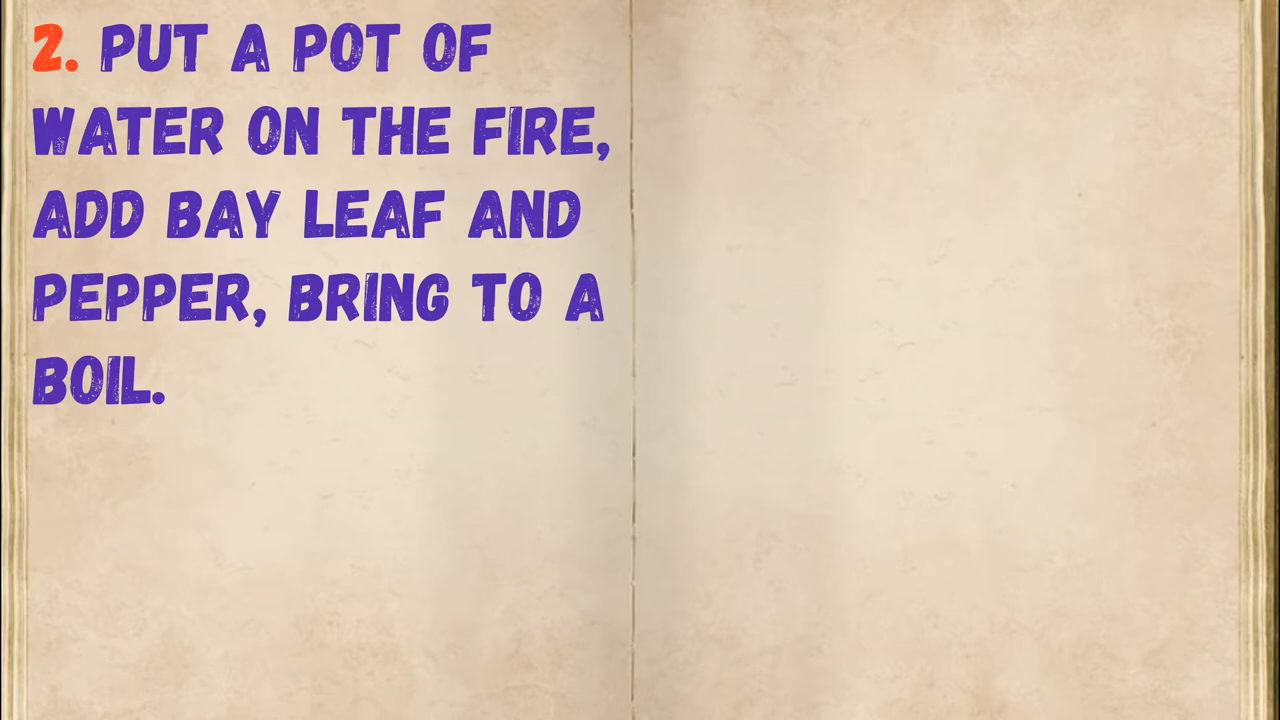 2. PUT A POT OF
WATER ON THE FIRE,
ADD BAY LEAF AND
PEPPER, BRING TO A
BOIL.